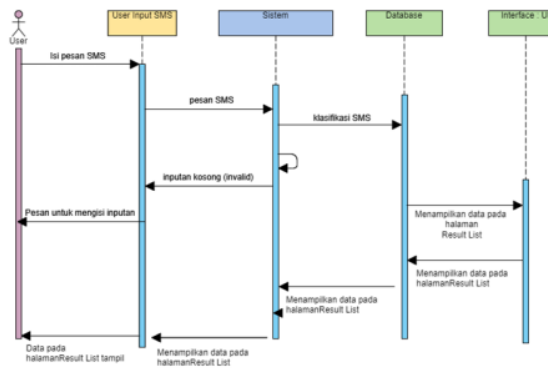 User
User Input SMS
Sistem
Database
Interface : U
Isi pesan SMS
pesan SMS
klasifikasi SMS
inputan kosong (invalid)
Pesan untuk mengisi inputan
Menampilkan data pada
halaman
Result List
Menampilkan data pada
halamanResult List
Menampilkan data pada
halamanResult List
Menampilkan data pada
halamanResult List
Data pada
halamanResult List tampil